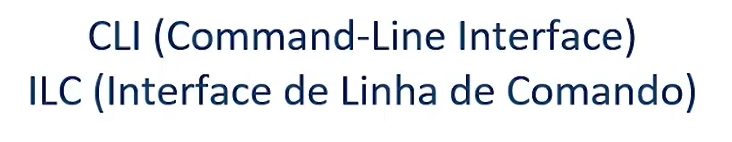 CLI (Command-Line Interface)
ILC (Interface de Linha de Comando)